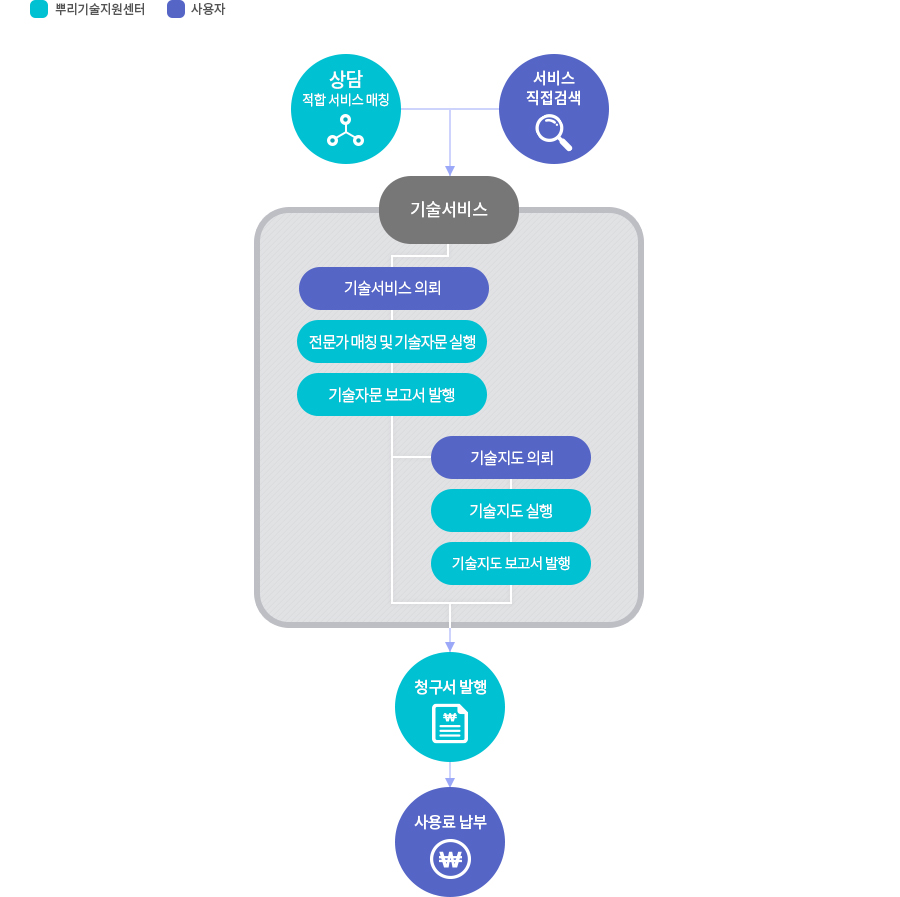 뿌리기술지원센터 사용자
상담
적합 서비스 매칭
서비스
직접검색
기술서비스
기술서비스 의뢰
전문가 매칭 및 기술자문 실행
기술자문 보고서 발행
기술지도 의뢰
기술지도 실행
기술지도 보고서 발행
청구서 발행
₩
사용료 납부
₩